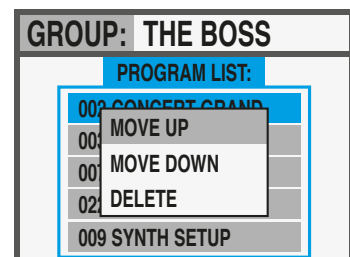 GROUP: THE BOSS
PROGRAM LIST:
002 CONCERT GRAND
MOVE UP
MOVE DOWN
DELETE
009 SYNTH SETUP